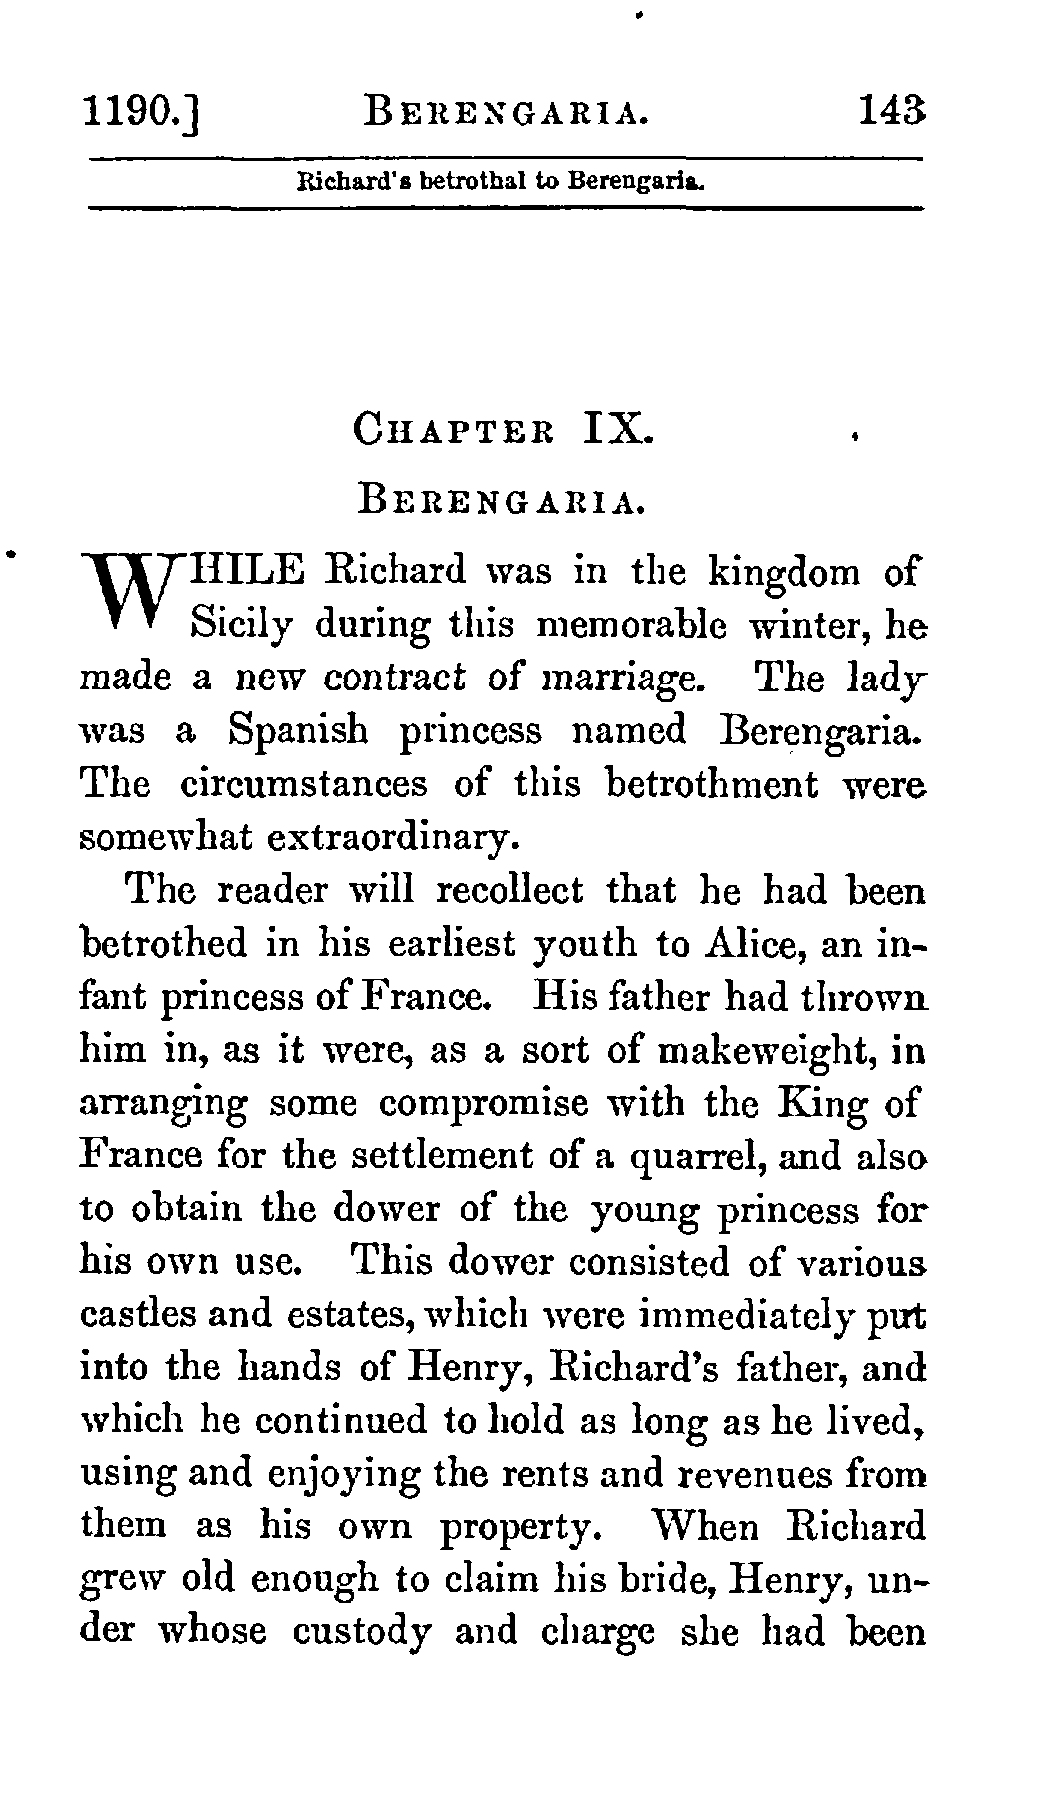 1190.] BERENGARIA. 143
Richard's betrothal to Berengaria.
CHAPTER IX.
BERENGARIA.
WHILE Richard was in the kingdom of
Sicily during this memorable winter, he
made a new contract of marriage. The lady
was a Spanish princess named Berengaria.
The circumstances of this betrothment were
somewhat extraordinary.
The reader will recollect that he had been
betrothed in his earliest youth to Alice, an in-
fant princess of France. His father had thrown
him in, as it were, as a sort of makeweight, in
arranging some compromise with the King of
France for the settlement of a quarrel, and also
to obtain the dower of the young princess for
his own use. This dower consisted of various
castles and estates, which were immediately put
into the hands of Henry, Richard's father, and
which he continued to hold as long as he lived,
using and enjoying the rents and revenues from
them as his own property. When Richard
grew old enough to claim his bride, Henry, un-
der whose custody and charge she had been